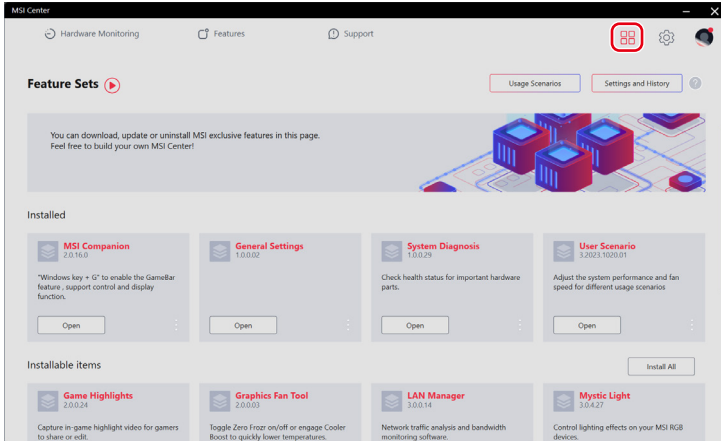 MSI Center
Hardware Monitoring
Features
Support
Feature Sets
Usage Scenarios
Settings and History
?
You can download, update or uninstall MSI exclusive features in this page.
Feel free to build your own MSI Center!
Installed
MSI Companion
2.0.16.0
"Windows key + G" to enable the GameBar
feature , support control and display
function.
Open
General Settings
1.0.0.02
Open
System Diagnosis
1.0.0.29
Check health status for important hardware
parts.
Open
User Scenario
3.2023.1020.01
Adjust the system performance and fan
speed for different usage scenarios
Open
Installable items
Install All
Game Highlights
2.0.0.24
Capture in-game highlight video for gamers
to share or edit.
Graphics Fan Tool
2.0.0.03
Toggle Zero Frozr on/off or engage Cooler
Boost to quickly lower temperatures.
LAN Manager
3.0.0.14
Network traffic analysis and bandwidth
monitoring software.
Mystic Light
3.0.4.27
Control lighting effects on your MSI RGB
devices.